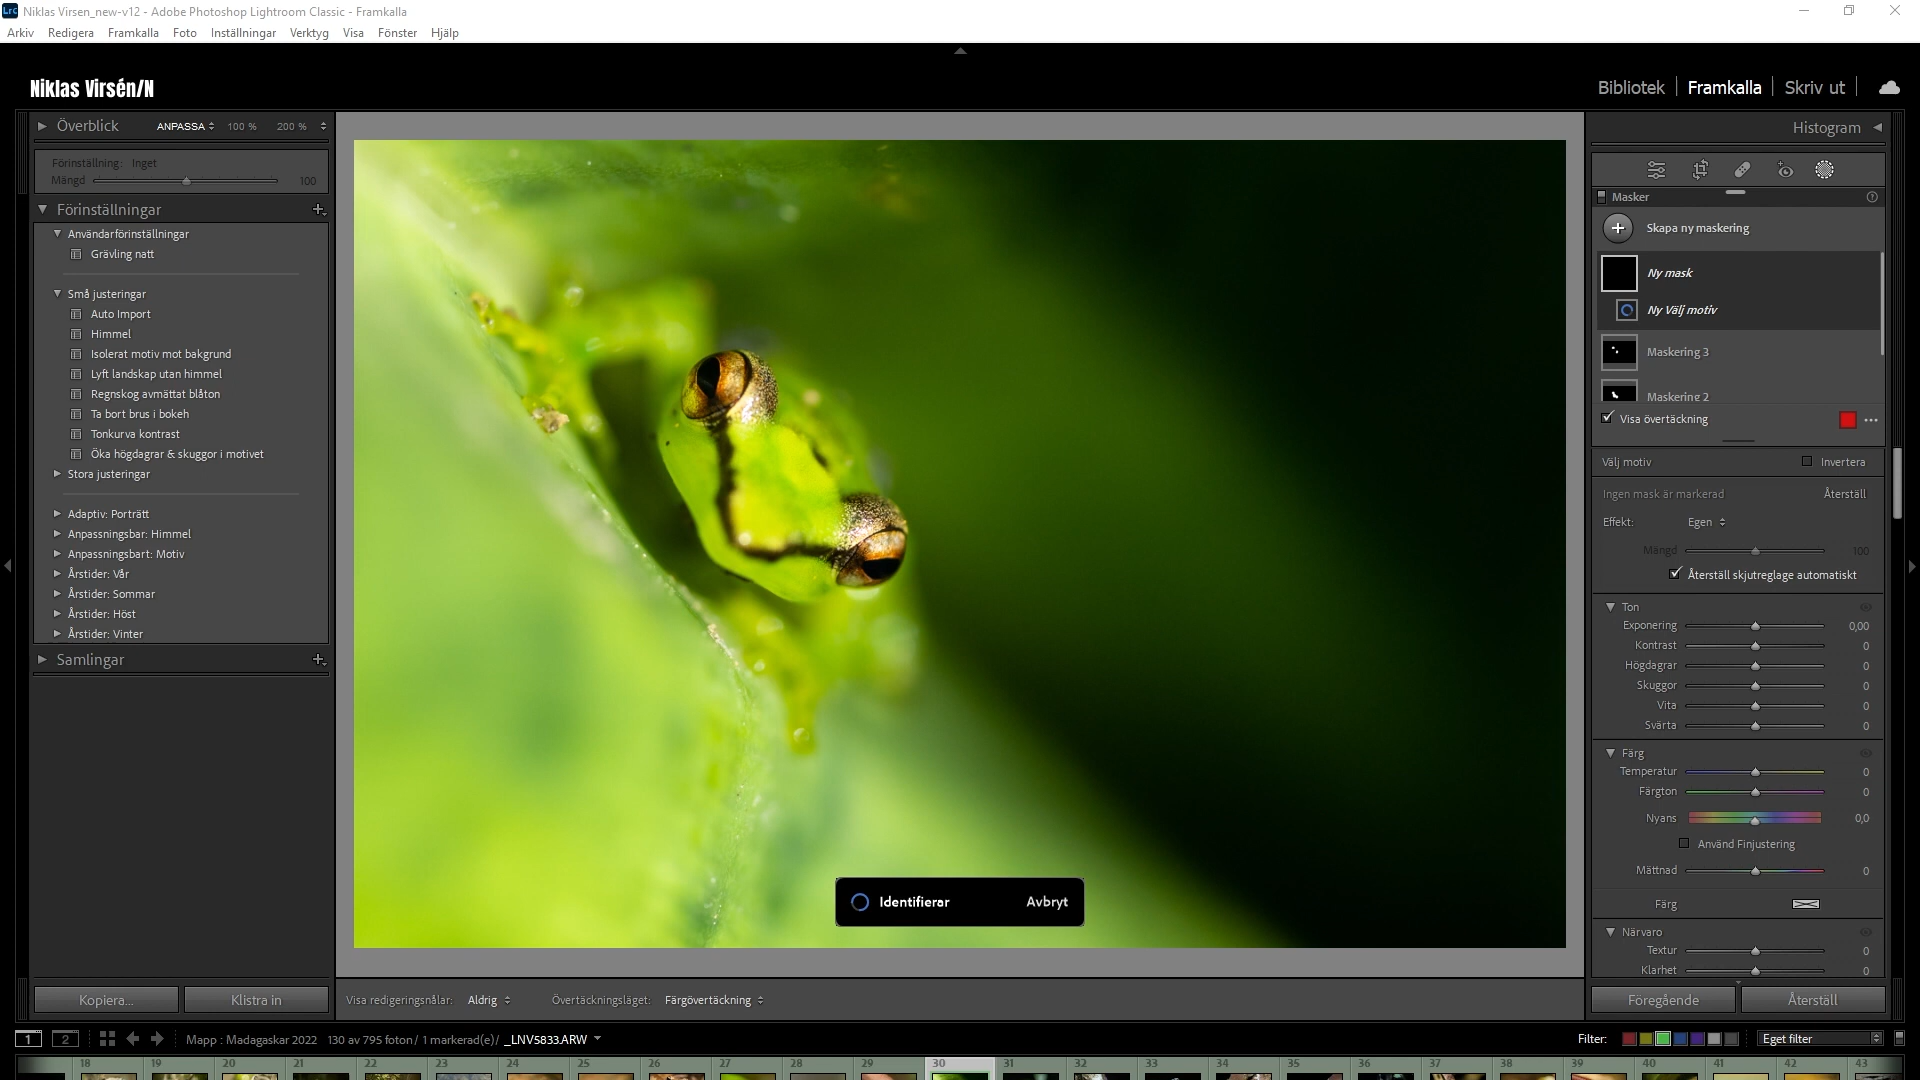 Lrc Niklas Virsen_new-v12 - Adobe Photoshop Lightroom Classic - Framkalla
Arkiv Redigera Framkalla Foto Inställningar Verktyg Visa Fönster Hjälp
Niklas Virsén/N
Bibliotek Framkalla Skriv ut
Överblick ANPASSA 100 % 200 %
Förinställning: Inget
Mängd 100
Förinställningar
Användarförinställningar
Grävling natt
Små justeringar
Auto Import
Himmel
Isolerat motiv mot bakgrund
Lyft landskap utan himmel
Regnskog avmättat blåton
Ta bort brus i bokeh
Tonkurva kontrast
Öka högdagrar & skuggor i motivet
Stora justeringar
Adaptiv: Porträtt
Anpassningsbar: Himmel
Anpassningsbart: Motiv
Årstider: Vår
Årstider: Sommar
Årstider: Höst
Årstider: Vinter
Samlingar
Kopiera...
Klistra in
Identifierar
Avbryt
Visa redigeringsnålar: Aldrig
Övertäckningsläget: Färgövertäckning
Histogram
Masker
Skapa ny maskering
Ny mask
Ny Välj motiv
Maskering 3
Maskering 2
Visa övertäckning
Välj motiv Invertera
Ingen mask är markerad Återställ
Effekt: Egen
Mängd 100
Återställ skjutreglage automatiskt
Ton
Exponering 0,00
Kontrast 0
Högdagrar 0
Skuggor 0
Vita 0
Svärta 0
Färg
Temperatur 0
Färgton 0
Nyans 0,0
Använd Finjustering
Mättnad 0
Färg
Närvaro
Textur 0
Klarhet 0
Föregående
Återställ
1 2 Mapp : Madagaskar 2022 130 av 795 foton / 1 markerad(e)/ _LNV5833.ARW
Filter: Eget filter
18 19 20 21 22 23 24 25 26 27 28 29 30 31 32 33 34 35 36 37 38 39 40 41 42 43